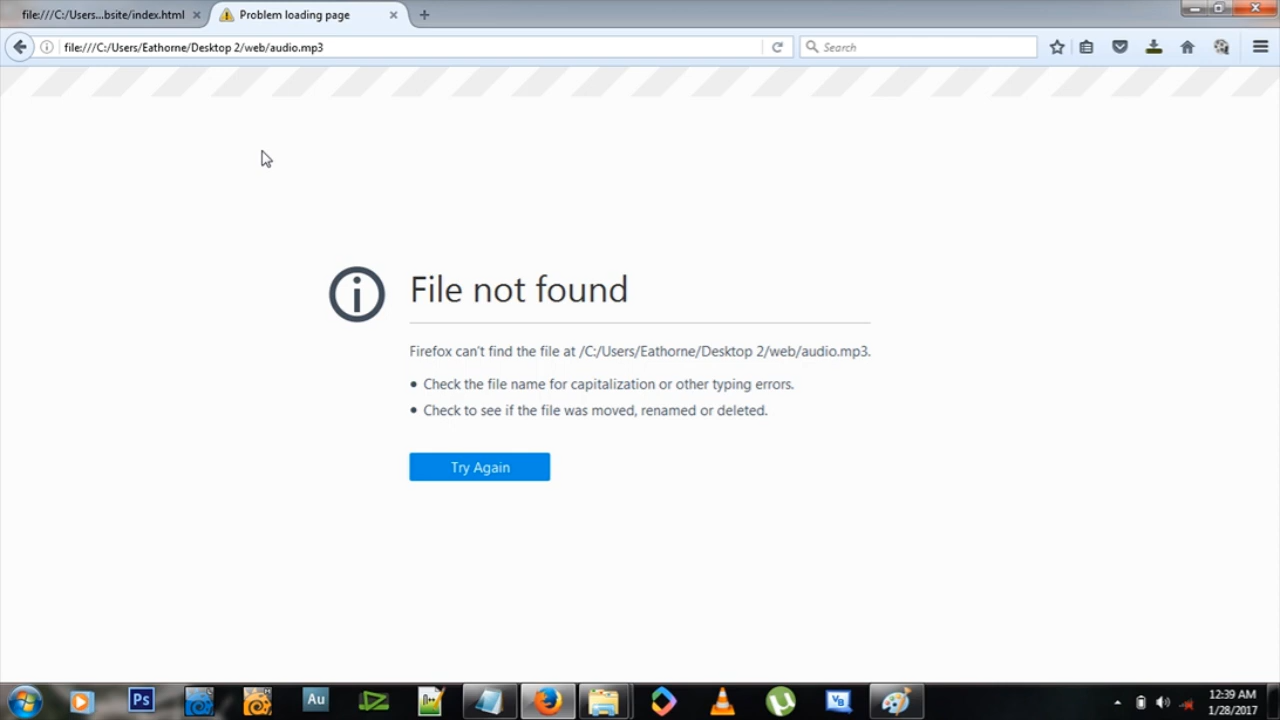 file:///C:/Users...bsite/index.html
Problem loading page
file:///C:/Users/Eathorne/Desktop 2/web/audio.mp3
Search
File not found
Firefox can't find the file at /C:/Users/Eathorne/Desktop 2/web/audio.mp3.
Check the file name for capitalization or other typing errors.
Check to see if the file was moved, renamed or deleted.
Try Again
Ps
Au
12:39 AM
1/28/2017